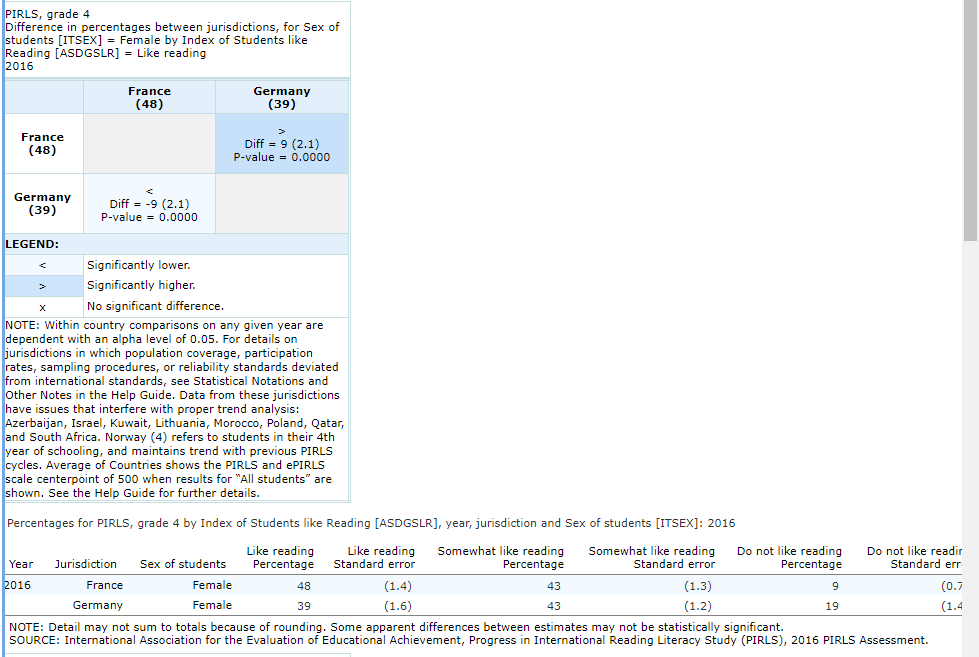 PIRLS, grade 4
Difference in percentages between jurisdictions, for Sex of
students [ITSEX] = Female by Index of Students like
Reading [ASDGSLR] = Like reading
2016
France
(48)
Germany
(39)
France
(48)
>
Diff = 9 (2.1)
P-value = 0.0000
Germany
(39)
<
Diff = -9 (2.1)
P-value = 0.0000
LEGEND:
< Significantly lower.
> Significantly higher.
x No significant difference.
NOTE: Within country comparisons on any given year are
dependent with an alpha level of 0.05. For details on
jurisdictions in which population coverage, participation
rates, sampling procedures, or reliability standards deviated
from international standards, see Statistical Notations and
Other Notes in the Help Guide. Data from these jurisdictions
have issues that interfere with proper trend analysis:
Azerbaijan, Israel, Kuwait, Lithuania, Morocco, Poland, Qatar,
and South Africa. Norway (4) refers to students in their 4th
year of schooling, and maintains trend with previous PIRLS
cycles. Average of Countries shows the PIRLS and ePIRLS
scale centerpoint of 500 when results for “All students” are
shown. See the Help Guide for further details.
Percentages for PIRLS, grade 4 by Index of Students like Reading [ASDGSLR], year, jurisdiction and Sex of students [ITSEX]: 2016
Like reading Like reading Somewhat like reading Somewhat like reading Do not like reading Do not like readin
Year Jurisdiction Sex of students Percentage Standard error Percentage Standard error Percentage Standard err
2016 France Female 48 (1.4) 43 (1.3) 9 (0.7
Germany Female 39 (1.6) 43 (1.2) 19 (1.4
NOTE: Detail may not sum to totals because of rounding. Some apparent differences between estimates may not be statistically significant.
SOURCE: International Association for the Evaluation of Educational Achievement, Progress in International Reading Literacy Study (PIRLS), 2016 PIRLS Assessment.